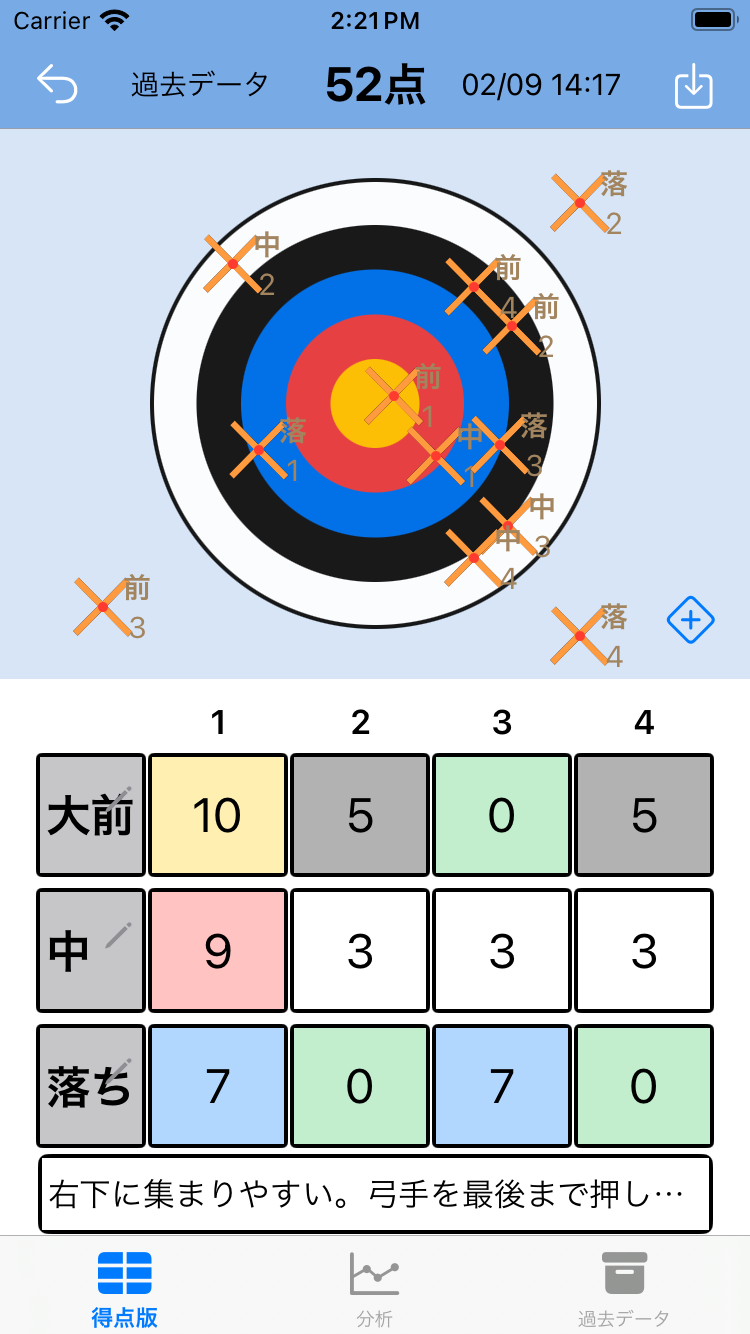 Carrier 2:21 PM
過去データ 52点 02/09 14:17
落
2
中
2
前
4
前
2
前
1
落
1
中
1
落
3
中
3
中
4
前
3
落
4
1 2 3 4
大前 10 5 0 5
中 9 3 3 3
落ち 7 0 7 0
右下に集まりやすい。弓手を最後まで押し…
得点版 分析 過去データ